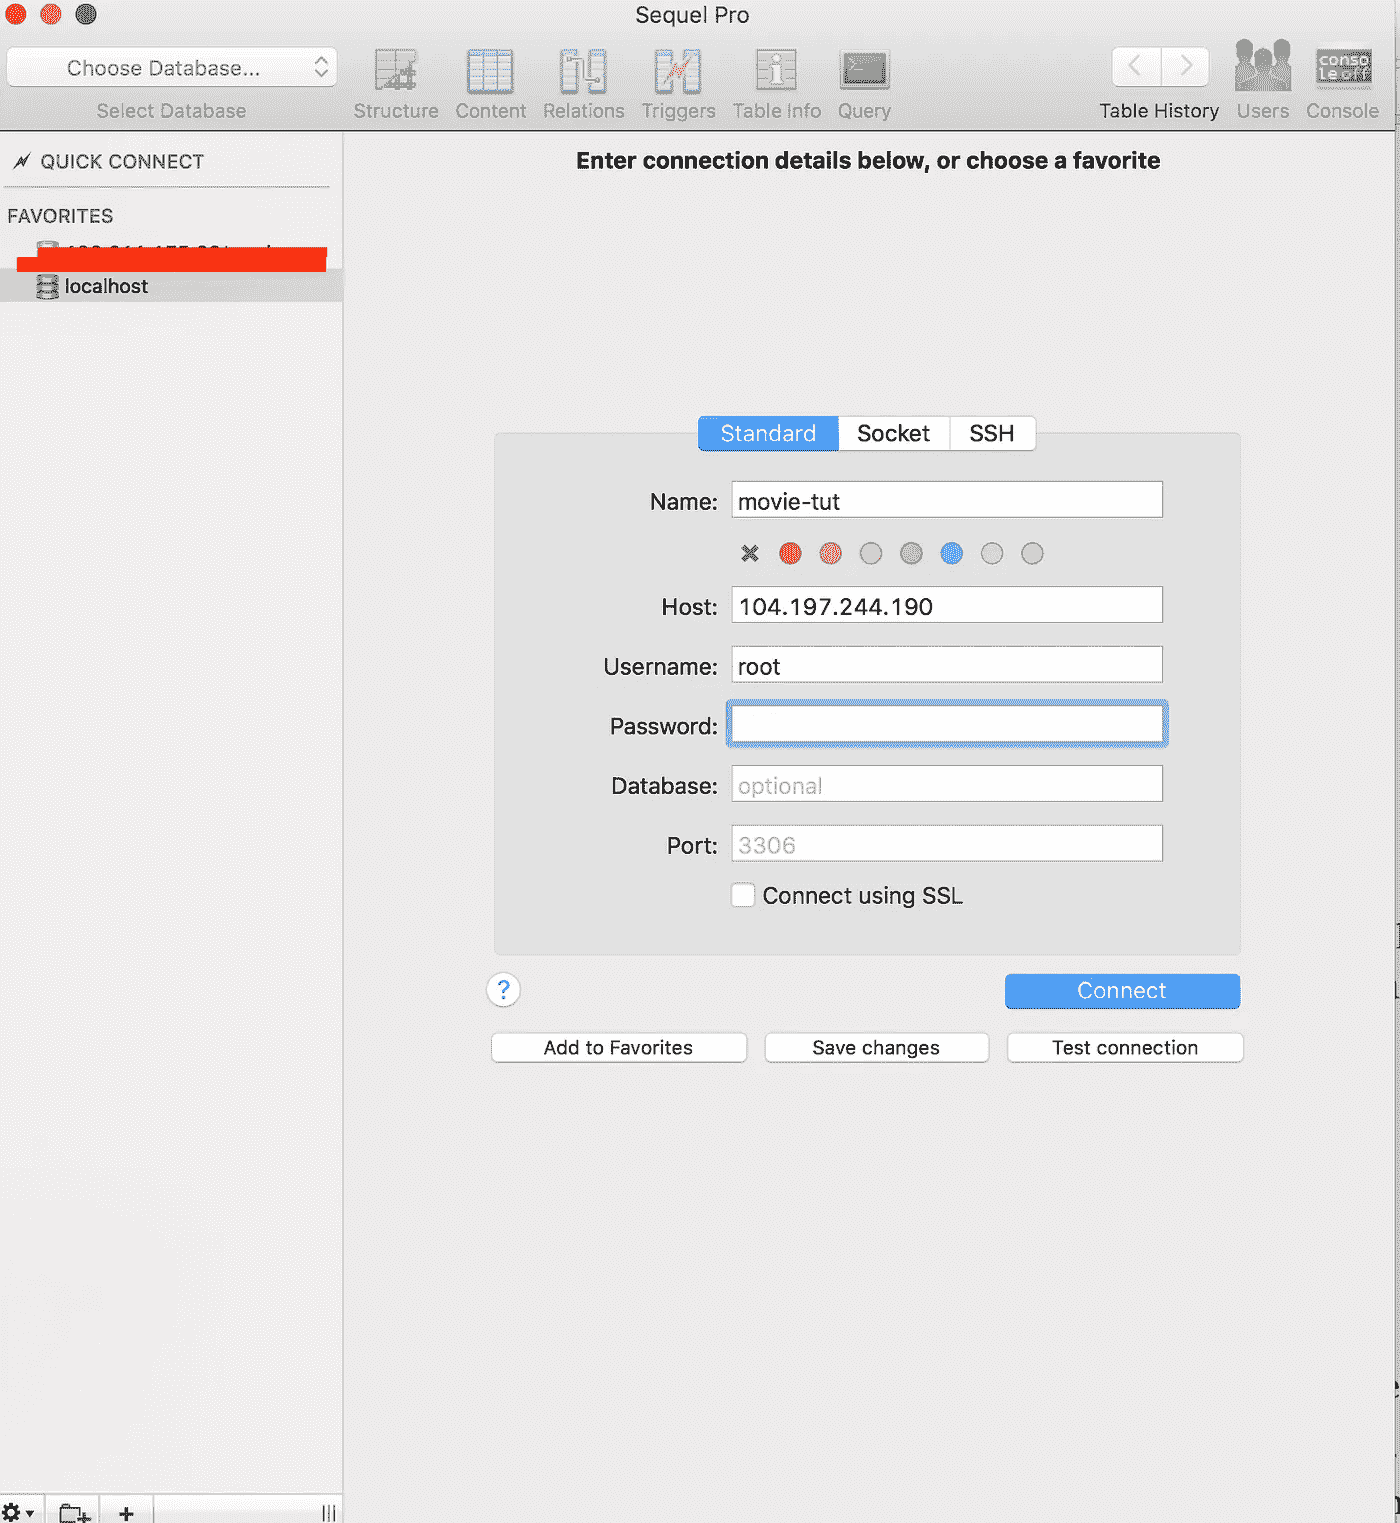 Sequel Pro
Choose Database...
Select Database
Structure
Content
Relations
Triggers
Table Info
Query
Table History
Users
conso
le off
Console
QUICK CONNECT
FAVORITES
localhost
Enter connection details below, or choose a favorite
Standard
Socket
SSH
Name: movie-tut
Host: 104.197.244.190
Username: root
Password:
Database: optional
Port: 3306
Connect using SSL
?
Connect
Add to Favorites
Save changes
Test connection